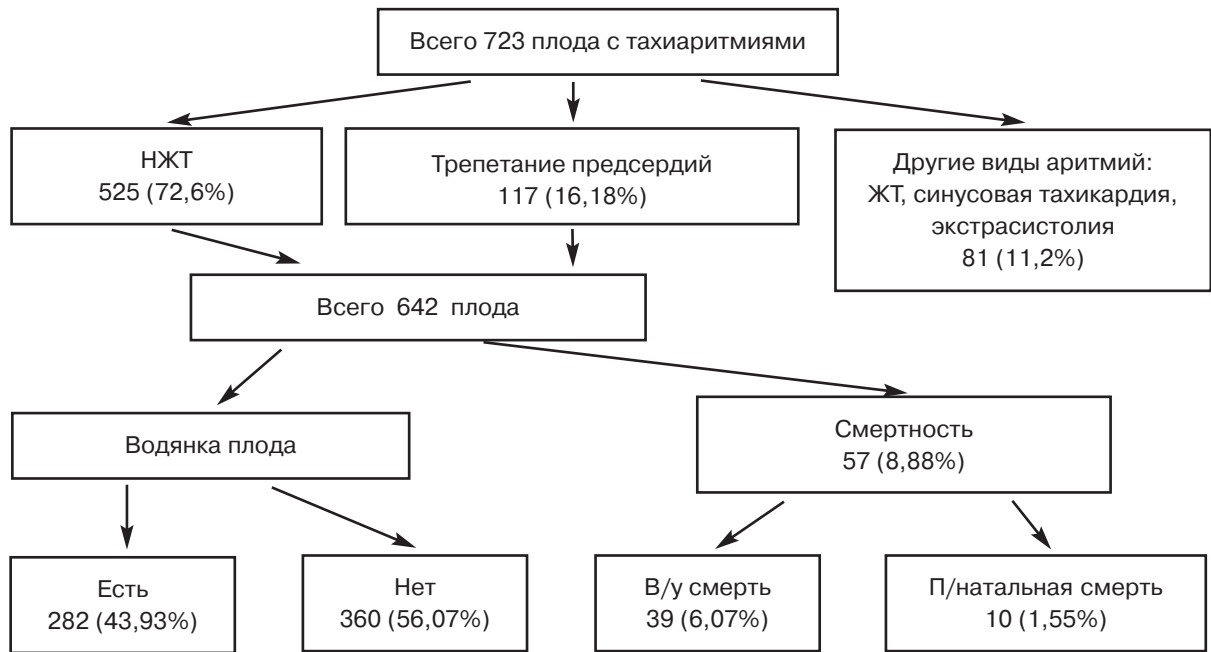 Всего 723 плода с тахиаритмиями
НЖТ
525 (72,6%)
Трепетание предсердий
117 (16,18%)
Другие виды аритмий:
ЖТ, синусовая тахикардия,
экстрасистолия
81 (11,2%)
Всего 642 плода
Водянка плода
Смертность
57 (8,88%)
Есть
282 (43,93%)
Нет
360 (56,07%)
В/у смерть
39 (6,07%)
П/натальная смерть
10 (1,55%)